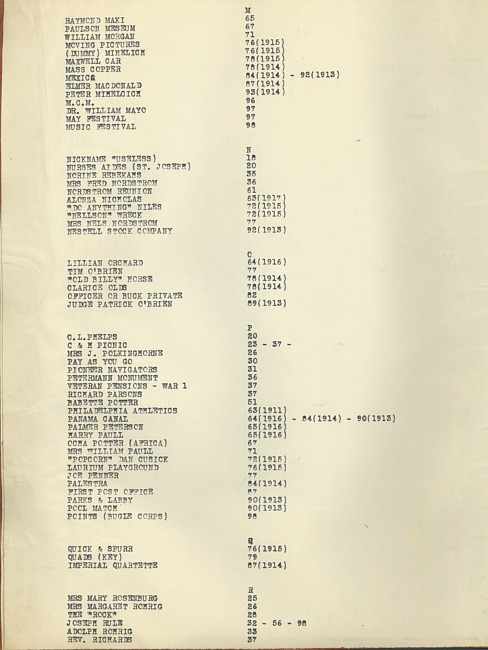 M
RAYMOND MAKI 65
PAULSON MESEUM 67
WILLIAM MORGAN 71
MOVING PICTURES 76(1915)
(DUMMY) MIHELICH 76(1915)
MAXWELL CAR 78(1915)
MASS COPPER 78(1914)
MEXICO 84(1914) - 92(1913)
ELMER MACDONALD 87(1914)
PETER MIHELCICH 93(1914)
M.C.M. 96
DR. WILLIAM MAYO 97
MAY FESTIVAL 97
MUSIC FESTIVAL 98
N
NICKNAME "USELESS) 18
NURSES AIDES (ST. JOSEPH) 20
NORINE REBEKAHS 35
MRS FRED NORDSTROM 36
NORDSTROM REUNION 61
ALONZA NICHOLAS 63(1917)
"DO ANYTHING" NILES 72(1915)
"NELLSON" WRECK 72(1915)
MRS NELS NORDSTROM 77
NESTELL STOCK COMPANY 92(1913)
O
LILLIAN ORCHARD 64(1916)
TIM O'BRIEN 77
"OLD BILLY" HORSE 78(1914)
CLARICE OLDS 78(1914)
OFFICER OR BUCK PRIVATE 82
JUDGE PATRICK O'BRIEN 89(1913)
P
C.L.PHELPS 20
C & H PICNIC 23 - 37 -
MRS J. POLKINGHORNE 26
PAY AS YOU GO 30
PIONEER NAVIGATORS 31
PETERMANN MONUMENT 36
VETERAN PENSIONS - WAR 1 37
RICHARD PARSONS 37
BABETTE POTTER 51
PHILADELPHIA ATHLETICS 63(1911)
PANAMA CANAL 64(1916) - 84(1914) - 90(1913)
PALMER PETERSON 65(1916)
HARRY PAULL 65(1916)
OCHA POTTER (AFRICA) 67
MRS WILLIAM PAULL 71
"POPCORN" DAN CUSICK 72(1915)
LAURIUM PLAYGROUND 76(1915)
JOE PENNER 77
PALESTRA 84(1914)
FIRST POST OFFICE 87
PARKS & LABBY 90(1913)
POOL MATCH 90(1913)
POINTS (BUGLE CORPS) 98
Q
QUICK & SPURR 76(1915)
QUADS (KEY) 79
IMPERIAL QUARTETTE 87(1914)
R
MRS MARY ROSENBURG 25
MRS MARGARET ROHRIG 26
THE "ROCK" 28
JOSEPH RULE 32 - 56 - 98
ADOLPH ROHRIG 33
REV. RICHARDS 37